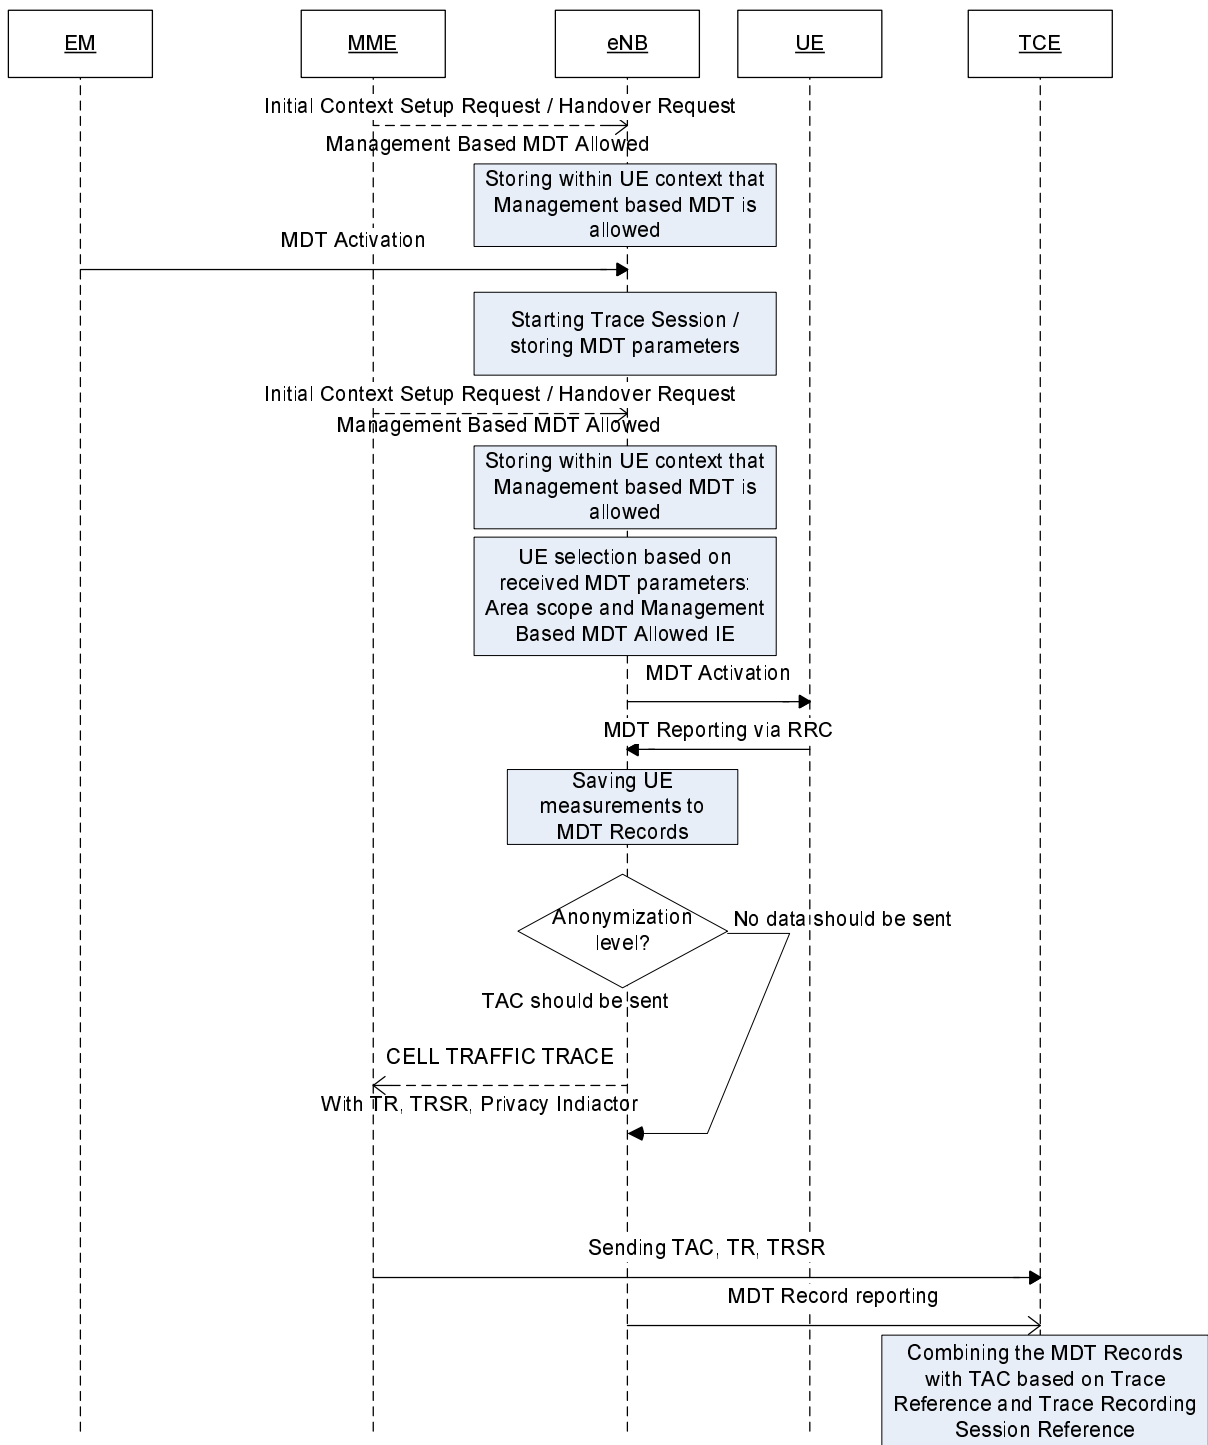 EM
MME
eNB
UE
TCE
Initial Context Setup Request / Handover Request
Management Based MDT Allowed
Storing within UE context that
Management based MDT is
allowed
MDT Activation
Starting Trace Session /
storing MDT parameters
Initial Context Setup Request / Handover Request
Management Based MDT Allowed
Storing within UE context that
Management based MDT is
allowed
UE selection based on
received MDT parameters:
Area scope and Management
Based MDT Allowed IE
MDT Activation
MDT Reporting via RRC
Saving UE
measurements to
MDT Records
Anonymization
level?
No data should be sent
TAC should be sent
CELL TRAFFIC TRACE
With TR, TRSR, Privacy Indiactor
Sending TAC, TR, TRSR
MDT Record reporting
Combining the MDT Records
with TAC based on Trace
Reference and Trace Recording
Session Reference